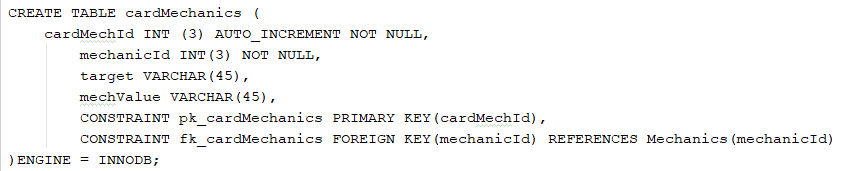 CREATE TABLE cardMechanics (
cardMechId INT (3) AUTO_INCREMENT NOT NULL,
mechanicId INT(3) NOT NULL,
target VARCHAR(45),
mechValue VARCHAR(45),
CONSTRAINT pk_cardMechanics PRIMARY KEY(cardMechId),
CONSTRAINT fk_cardMechanics FOREIGN KEY(mechanicId) REFERENCES Mechanics(mechanicId)
)ENGINE = INNODB;